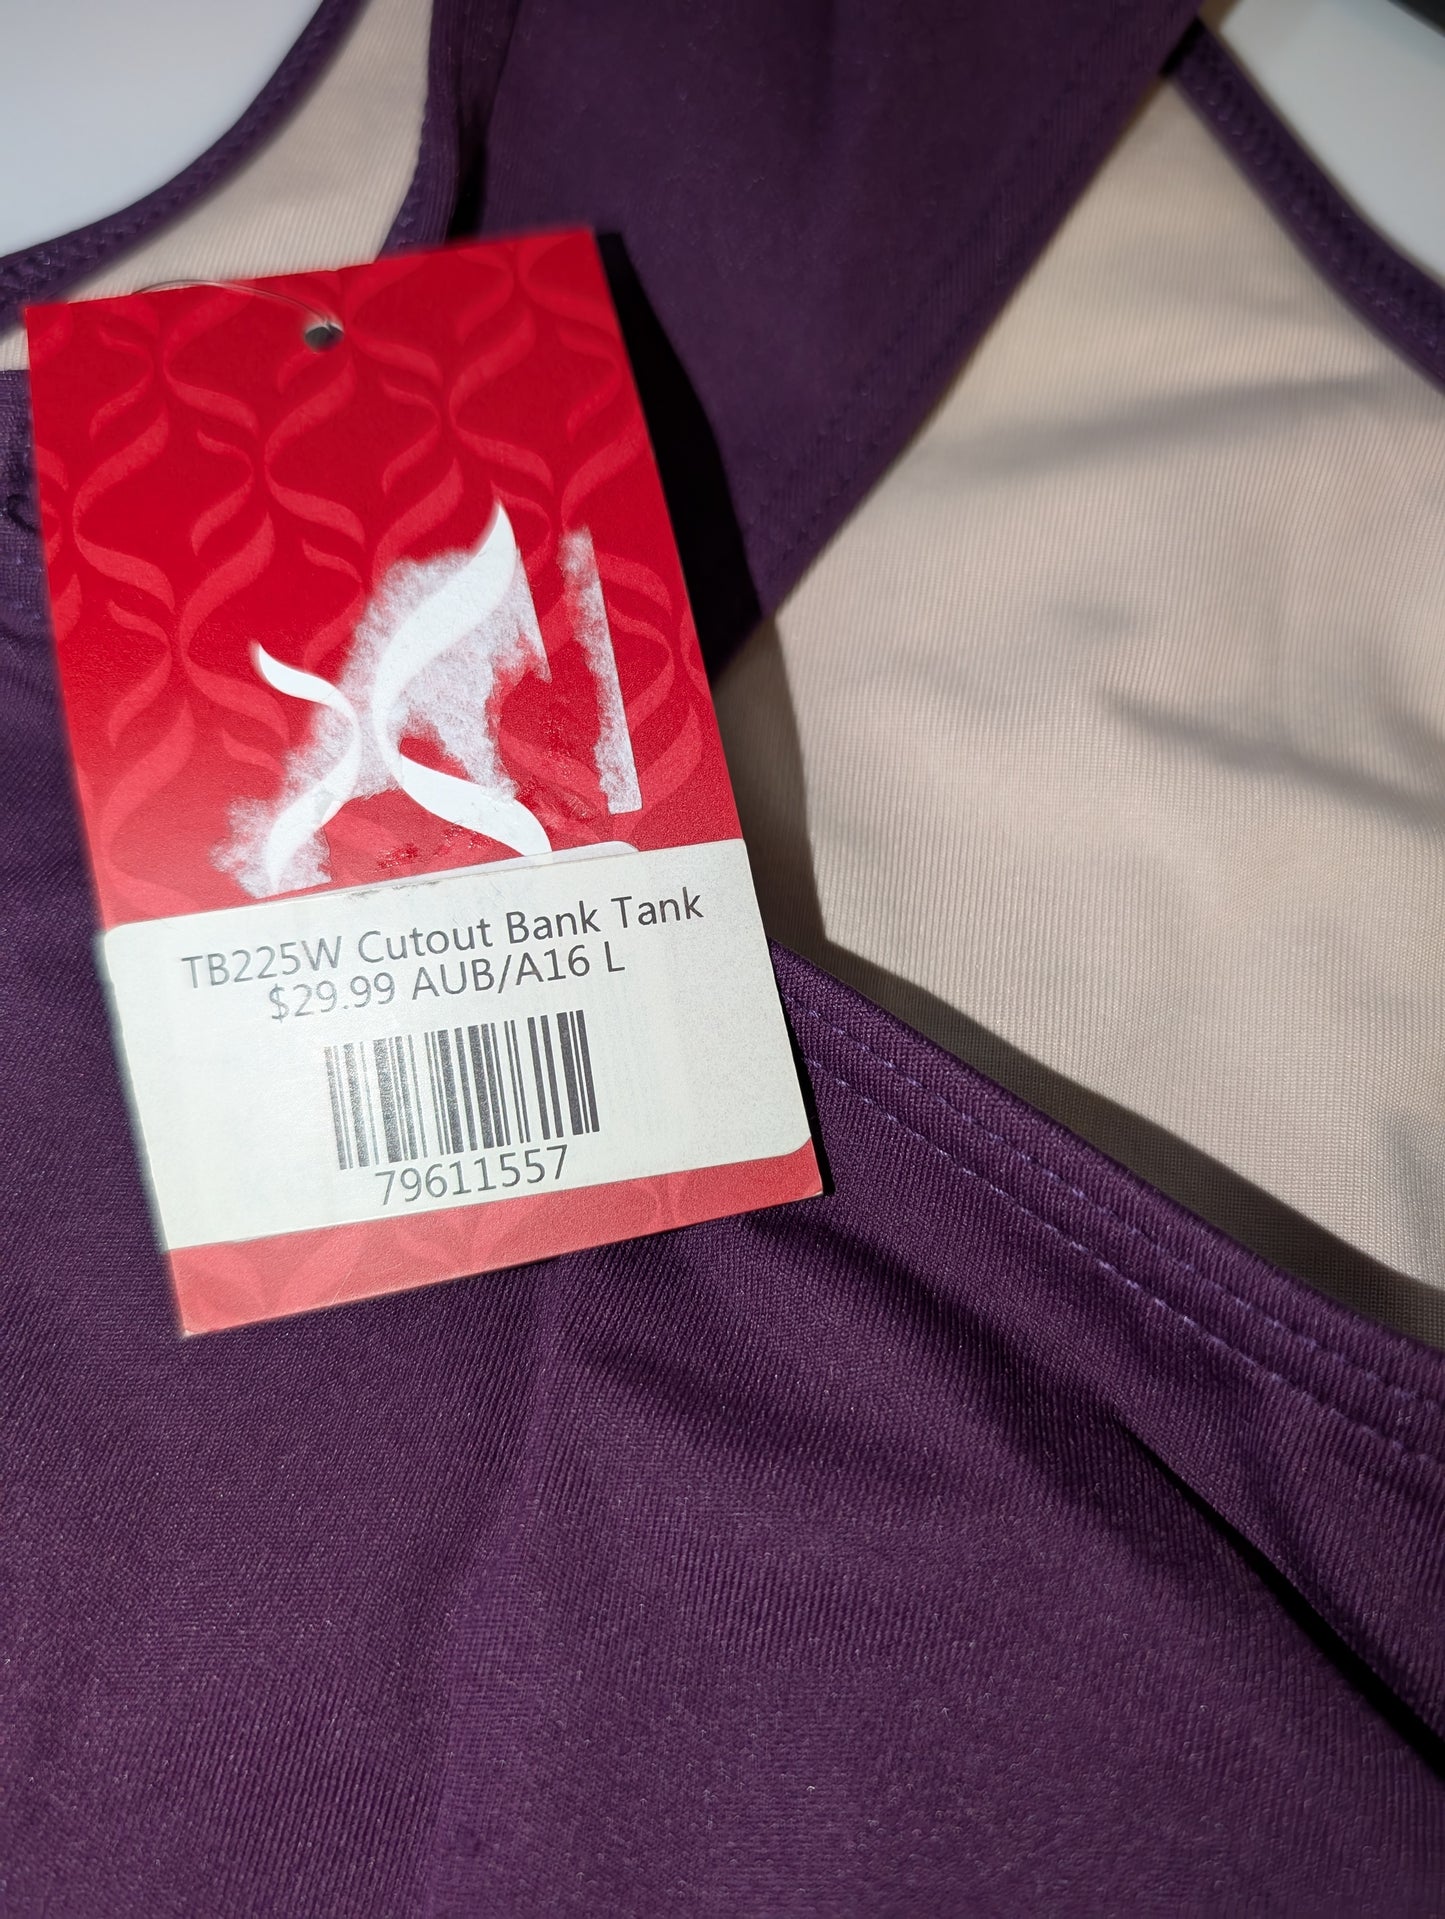 TB225W Cutout Bank Tank
$29.99 AUB/A16 L
79611557